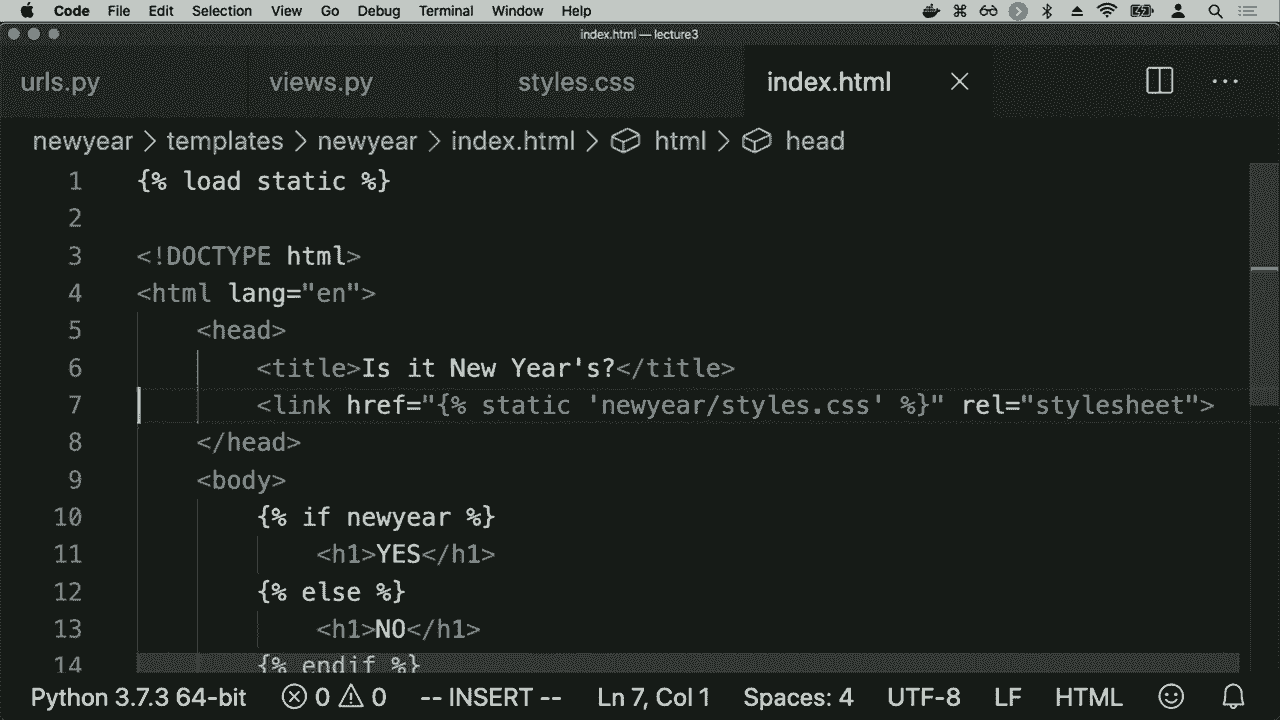 Code File Edit Selection View Go Debug Terminal Window Help
index.html — lecture3
urls.py views.py styles.css index.html
newyear > templates > newyear > index.html > html > head
1 {% load static %}
2
3 <!DOCTYPE html>
4 <html lang="en">
5 <head>
6 <title>Is it New Year's?</title>
7 <link href="{% static 'newyear/styles.css' %}" rel="stylesheet">
8 </head>
9 <body>
10 {% if newyear %}
11 <h1>YES</h1>
12 {% else %}
13 <h1>NO</h1>
14 {% endif %}
Python 3.7.3 64-bit 0 0 -- INSERT -- Ln 7, Col 1 Spaces: 4 UTF-8 LF HTML